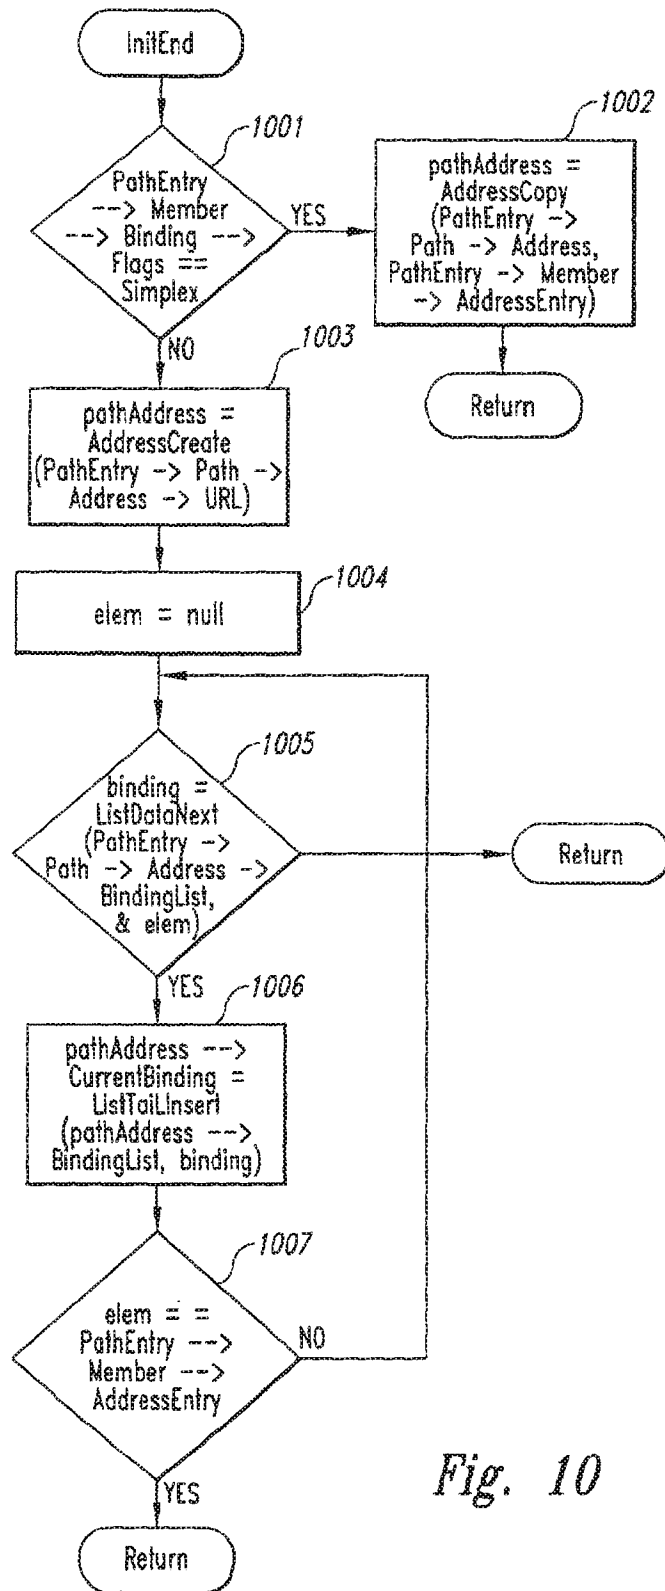 InitEnd
1001
PathEntry
--> Member
--> Binding -->
Flags ==
Simplex
YES
1002
pathAddress =
AddressCopy
(PathEntry ->
Path -> Address,
PathEntry -> Member
-> AddressEntry)
Return
NO
1003
pathAddress =
AddressCreate
(PathEntry -> Path ->
Address -> URL)
1004
elem = null
1005
binding =
ListDataNext
(PathEntry ->
Path -> Address ->
BindingList,
& elem)
Return
YES
1006
pathAddress -->
CurrentBinding =
ListTailInsert
(pathAddress -->
BindingList, binding)
1007
elem = =
PathEntry -->
Member -->
AddressEntry
NO
YES
Return
Fig. 10